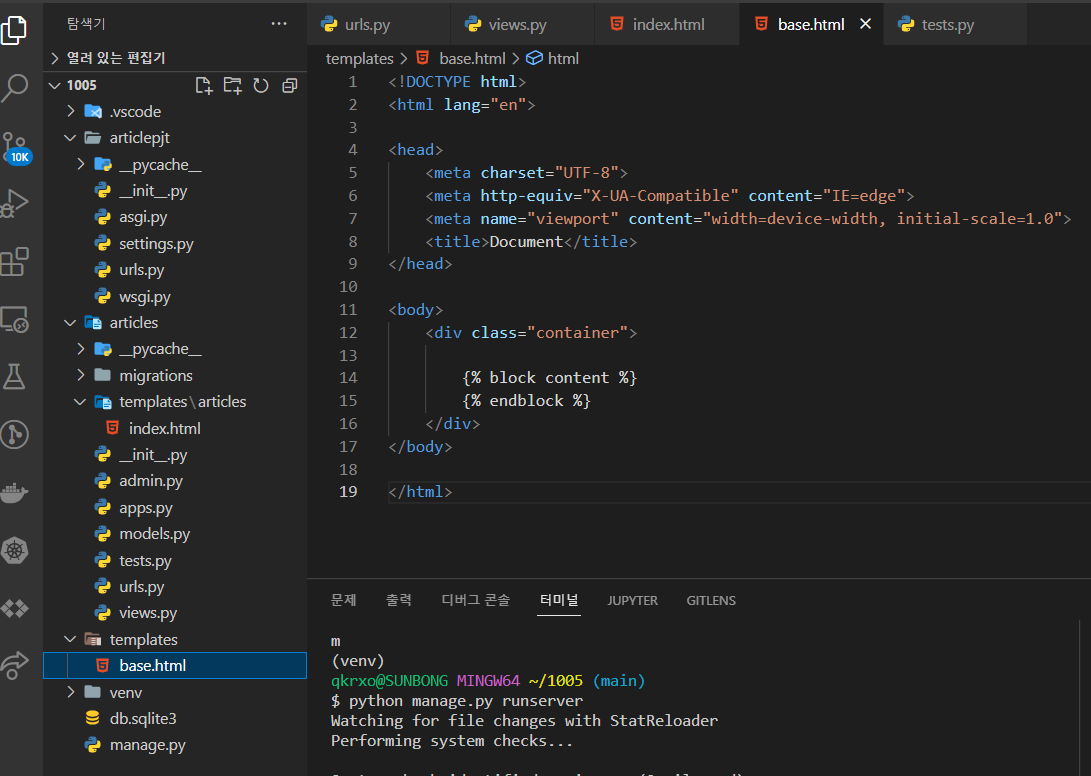 탐색기 ···
열려 있는 편집기
1005
.vscode
articlepjt
__pycache__
__init__.py
asgi.py
settings.py
urls.py
wsgi.py
articles
__pycache__
migrations
templates\articles
index.html
__init__.py
admin.py
apps.py
models.py
tests.py
urls.py
views.py
templates
base.html
venv
db.sqlite3
manage.py
10K
urls.py views.py index.html base.html tests.py
templates > base.html > html
1 <!DOCTYPE html>
2 <html lang="en">
3
4 <head>
5 <meta charset="UTF-8">
6 <meta http-equiv="X-UA-Compatible" content="IE=edge">
7 <meta name="viewport" content="width=device-width, initial-scale=1.0">
8 <title>Document</title>
9 </head>
10
11 <body>
12 <div class="container">
13
14 {% block content %}
15 {% endblock %}
16 </div>
17 </body>
18
19 </html>
문제 출력 디버그 콘솔 터미널 JUPYTER GITLENS
m
(venv)
qkrxo@SUNBONG MINGW64 ~/1005 (main)
$ python manage.py runserver
Watching for file changes with StatReloader
Performing system checks...